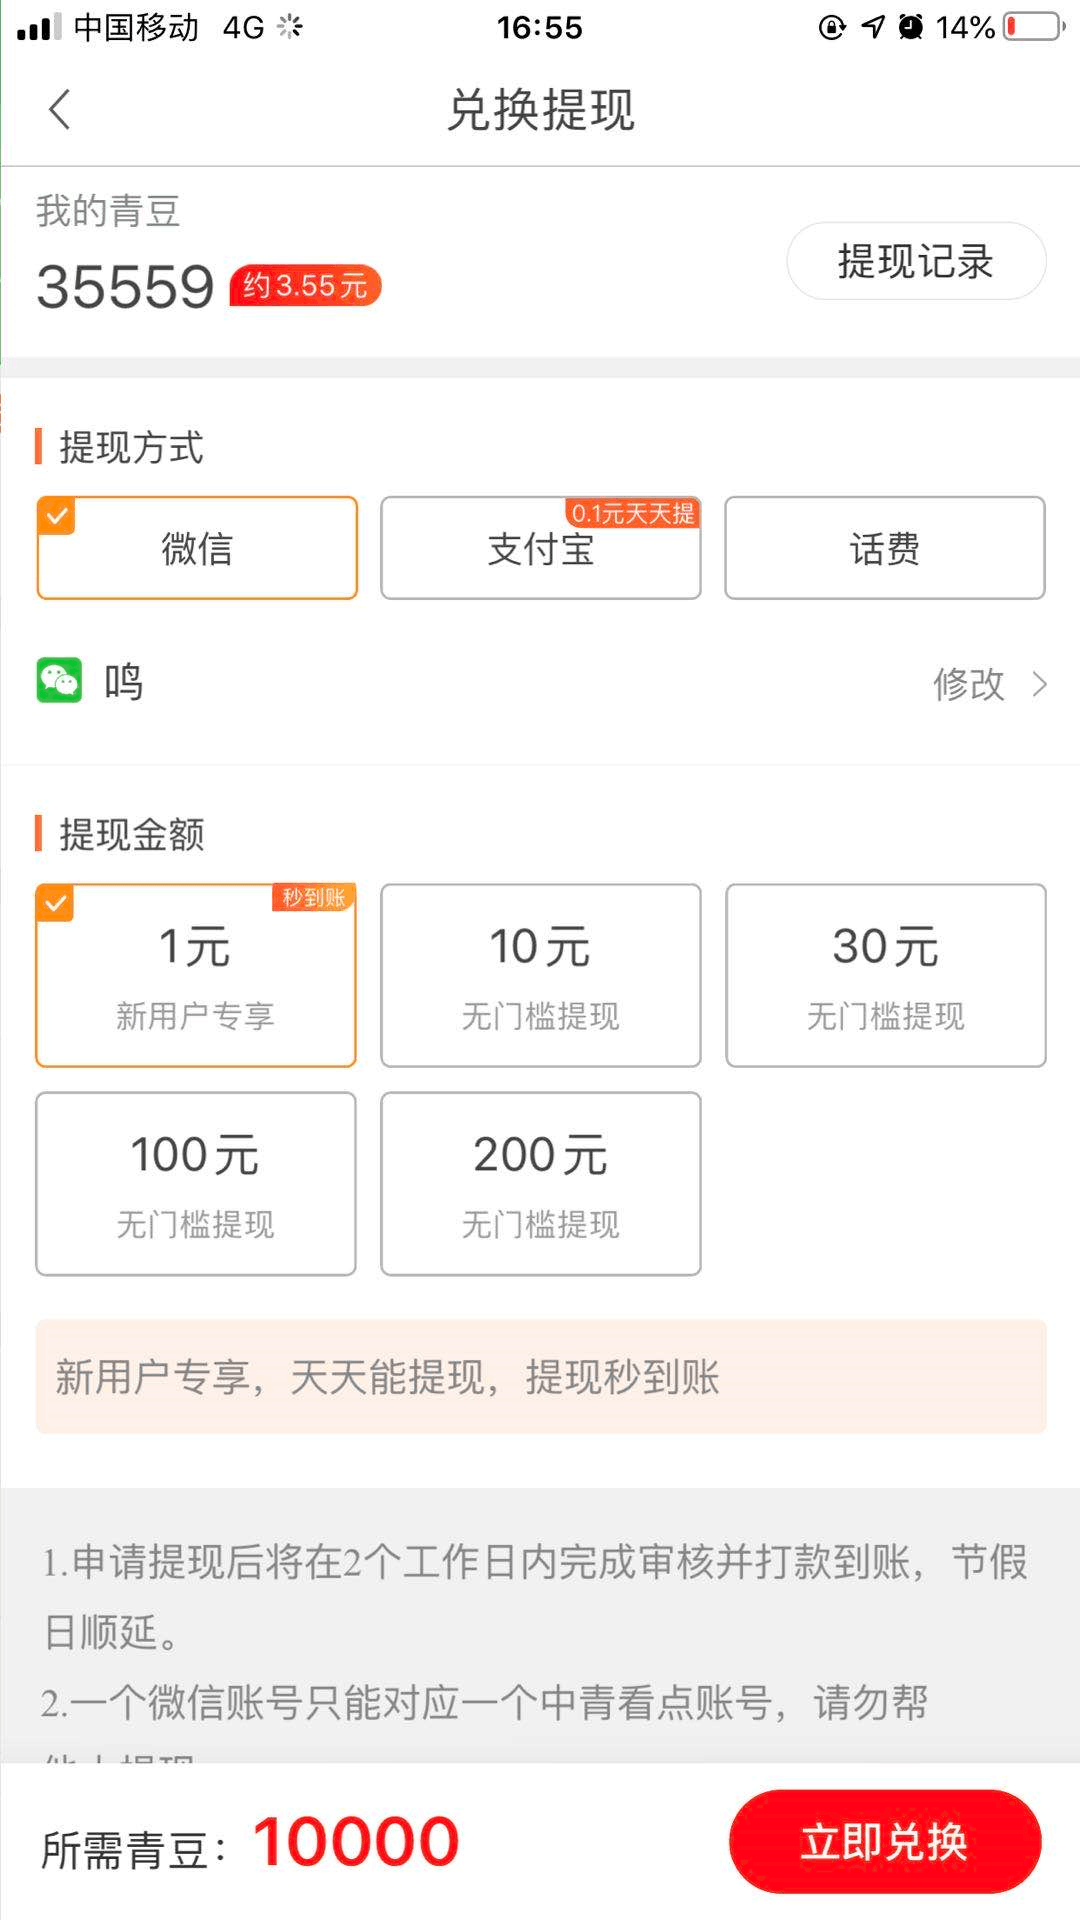 中国移动 4G 16:55 14%
兑换提现
我的青豆
35559 约3.55元
提现记录
提现方式
微信
支付宝 0.1元天天提
话费
鸣 修改
提现金额
1元 秒到账
新用户专享
10元
无门槛提现
30元
无门槛提现
100元
无门槛提现
200元
无门槛提现
新用户专享，天天能提现，提现秒到账
1.申请提现后将在2个工作日内完成审核并打款到账，节假
日顺延。
2.一个微信账号只能对应一个中青看点账号，请勿帮
所需青豆：10000 立即兑换